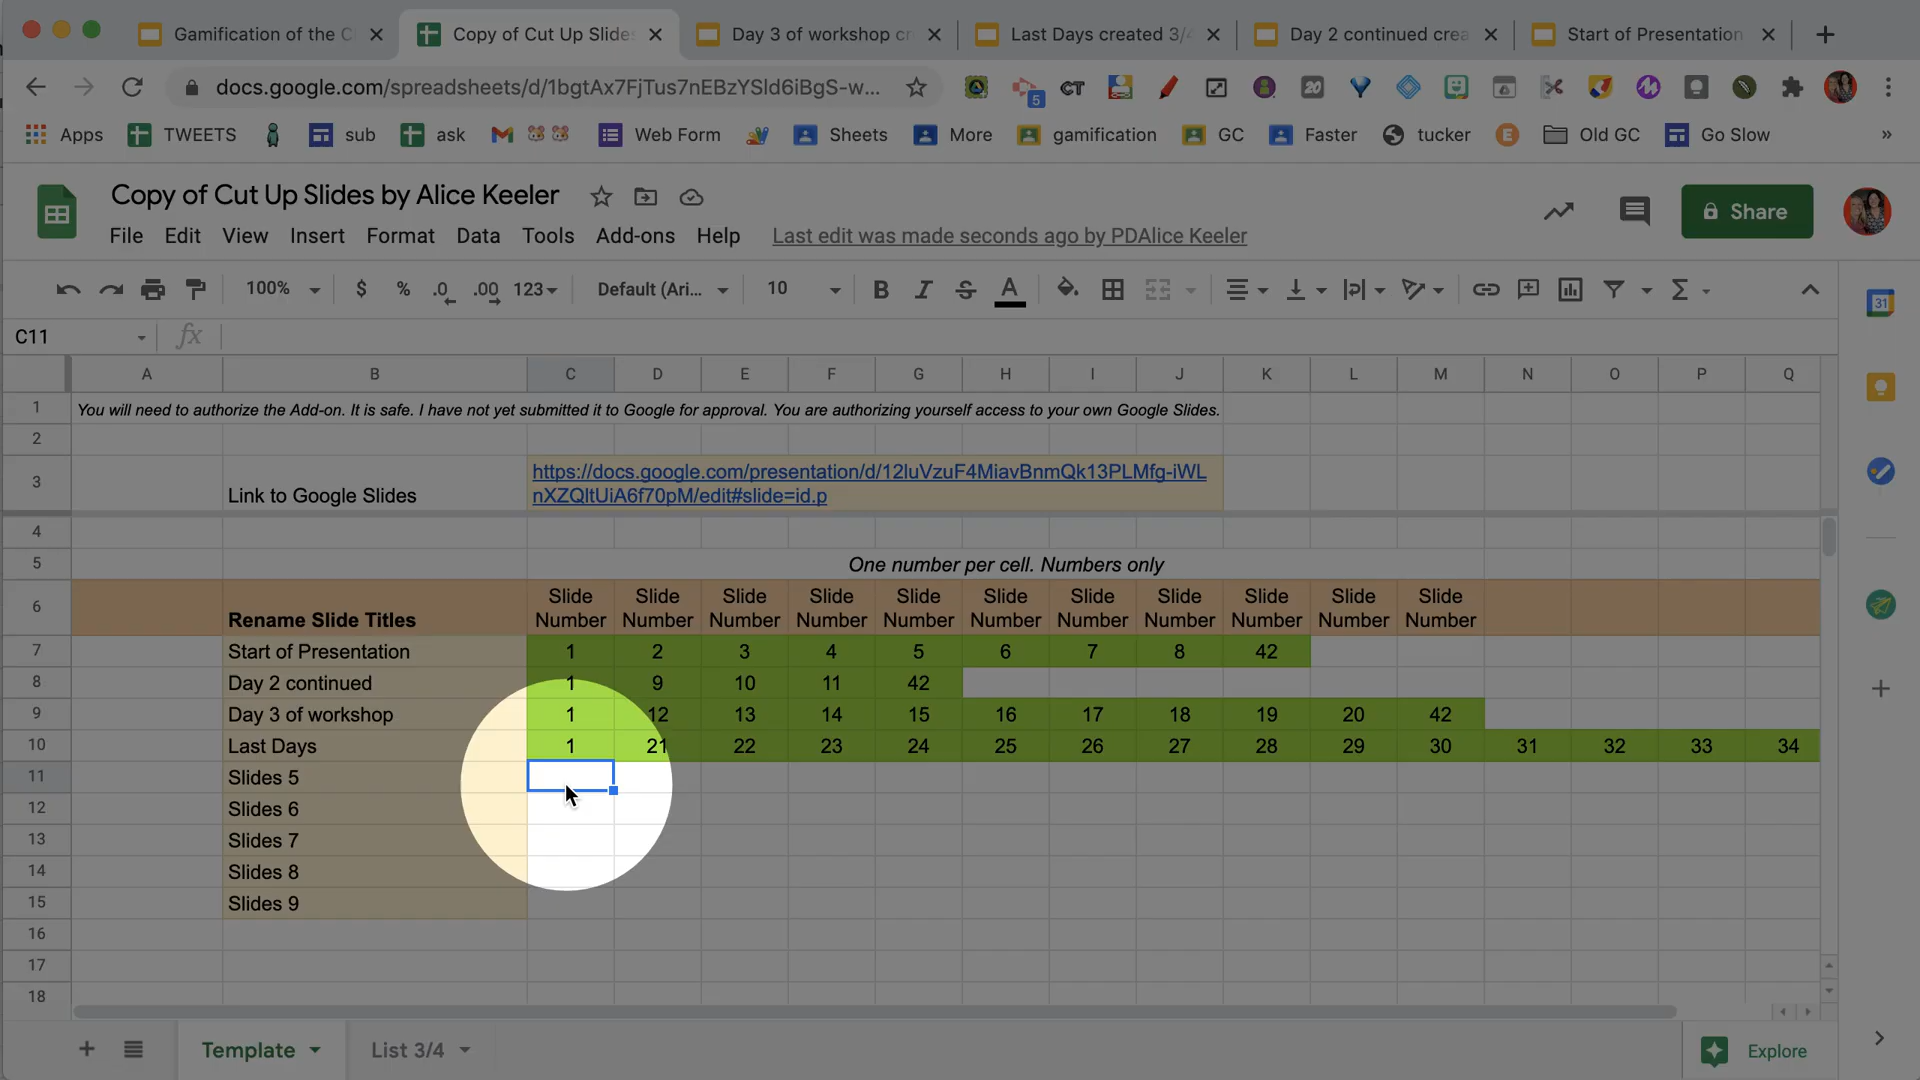 Gamification of the C
Copy of Cut Up Slides
Day 3 of workshop cr
Last Days created 3/4
Day 2 continued crea
Start of Presentation
docs.google.com/spreadsheets/d/1bgtAx7FjTus7nEBzYSld6iBgS-w...
5
CT
20
Apps
TWEETS
sub
ask
Web Form
Sheets
More
gamification
GC
Faster
tucker
E
Old GC
Go Slow
»
Copy of Cut Up Slides by Alice Keeler
Share
File Edit View Insert Format Data Tools Add-ons Help Last edit was made seconds ago by PDAlice Keeler
100% $ % .0 .00 123 Default (Ari... 10 B I S A Σ
31
C11 fx
A B C D E F G H I J K L M N O P Q
1 You will need to authorize the Add-on. It is safe. I have not yet submitted it to Google for approval. You are authorizing yourself access to your own Google Slides.
2
3 Link to Google Slides https://docs.google.com/presentation/d/12luVzuF4MiavBnmQk13PLMfg-iWL
nXZQltUiA6f70pM/edit#slide=id.p
4
5 One number per cell. Numbers only
6 Rename Slide Titles Slide Number Slide Number Slide Number Slide Number Slide Number Slide Number Slide Number Slide Number Slide Number Slide Number Slide Number
7 Start of Presentation 1 2 3 4 5 6 7 8 42
8 Day 2 continued 1 9 10 11 42
9 Day 3 of workshop 1 12 13 14 15 16 17 18 19 20 42
10 Last Days 1 21 22 23 24 25 26 27 28 29 30 31 32 33 34
11 Slides 5
12 Slides 6
13 Slides 7
14 Slides 8
15 Slides 9
16
17
18
Template List 3/4 Explore